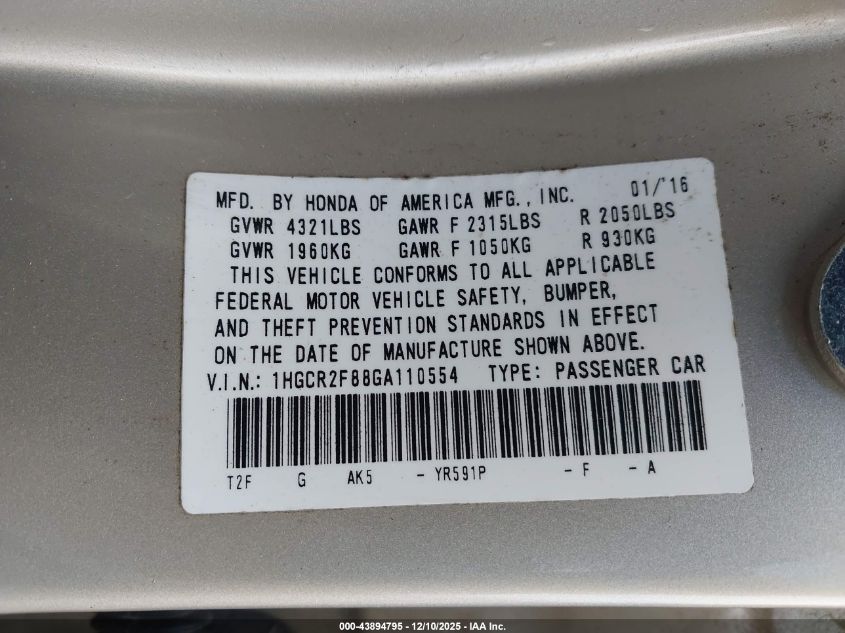 MFD. BY HONDA OF AMERICA MFG., INC. 01/'16
GVWR 4321LBS GAWR F 2315LBS R 2050LBS
GVWR 1960KG GAWR F 1050KG R 930KG
THIS VEHICLE CONFORMS TO ALL APPLICABLE
FEDERAL MOTOR VEHICLE SAFETY, BUMPER,
AND THEFT PREVENTION STANDARDS IN EFFECT
ON THE DATE OF MANUFACTURE SHOWN ABOVE.
V.I.N.: 1HGCR2F88GA110554 TYPE: PASSENGER CAR
T2F G AK5 - YR591P - F - A
000-43894795 - 12/10/2025 - IAA Inc.